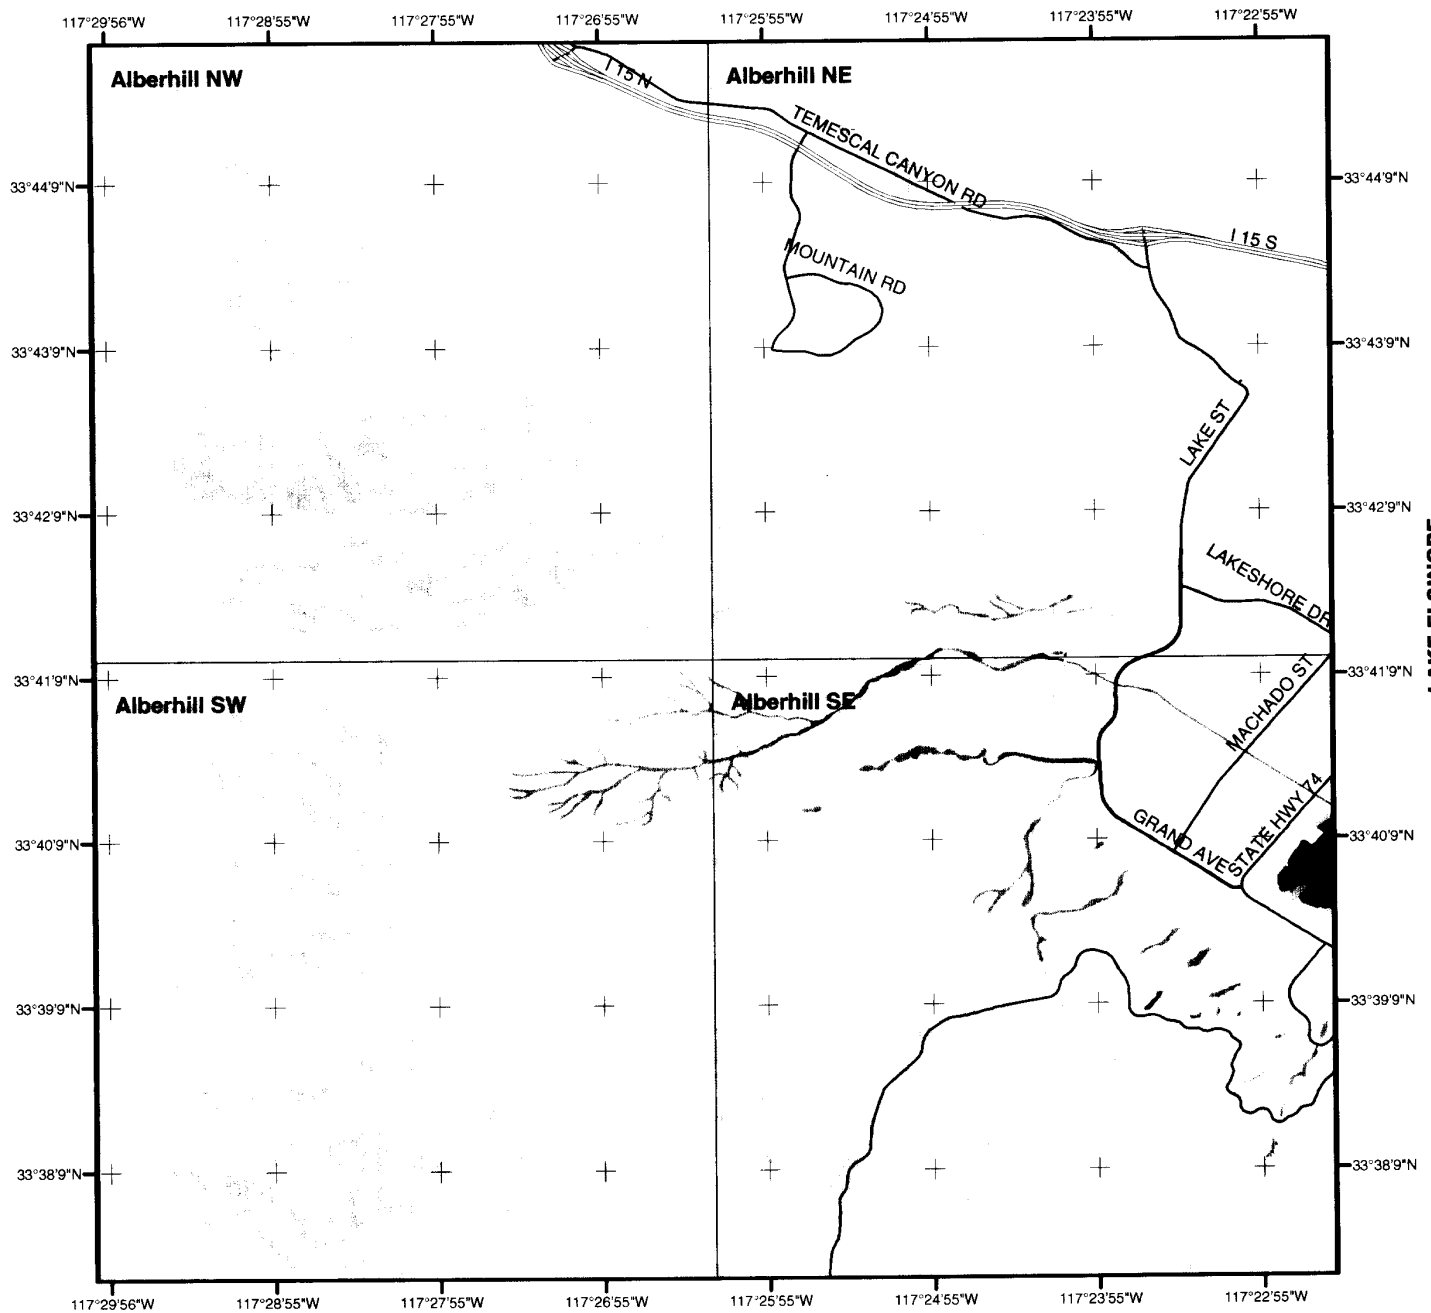 117°29'56"W 117°28'55"W 117°27'55"W 117°26'55"W 117°25'55"W 117°24'55"W 117°23'55"W 117°22'55"W
Alberhill NW
I 15 N
Alberhill NE
TEMESCAL CANYON RD
33°44'9"N
33°44'9"N
I 15 S
MOUNTAIN RD
33°43'9"N
33°43'9"N
LAKE ST
33°42'9"N
33°42'9"N
LAKESHORE DR
LAKE ELSINORE
33°41'9"N
33°41'9"N
Alberhill SW
Alberhill SE
MACHADO ST
STATE HWY 74
GRAND AVE
33°40'9"N
33°40'9"N
33°39'9"N
33°39'9"N
33°38'9"N
33°38'9"N
117°29'56"W 117°28'55"W 117°27'55"W 117°26'55"W 117°25'55"W 117°24'55"W 117°23'55"W 117°22'55"W